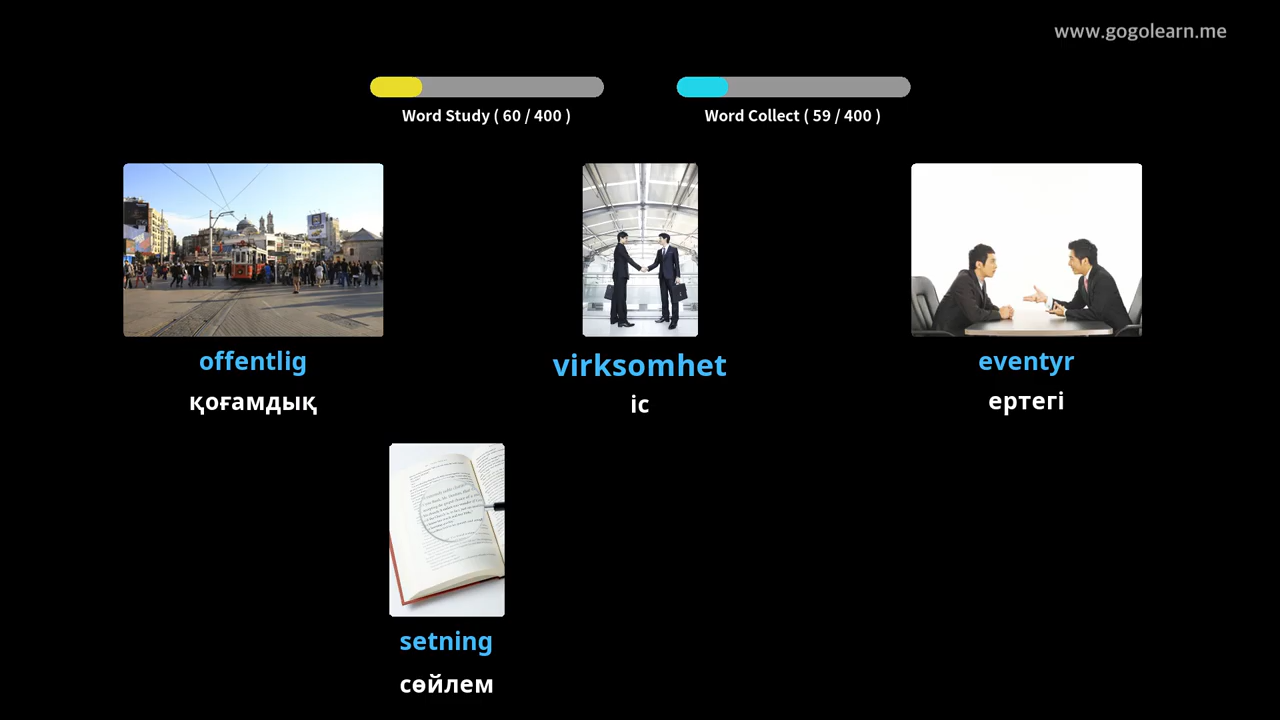 www.gogolearn.me
Word Study ( 60 / 400 )
Word Collect ( 59 / 400 )
offentlig
virksomhet
eventyr
қоғамдық
іс
ертегі
setning
сөйлем